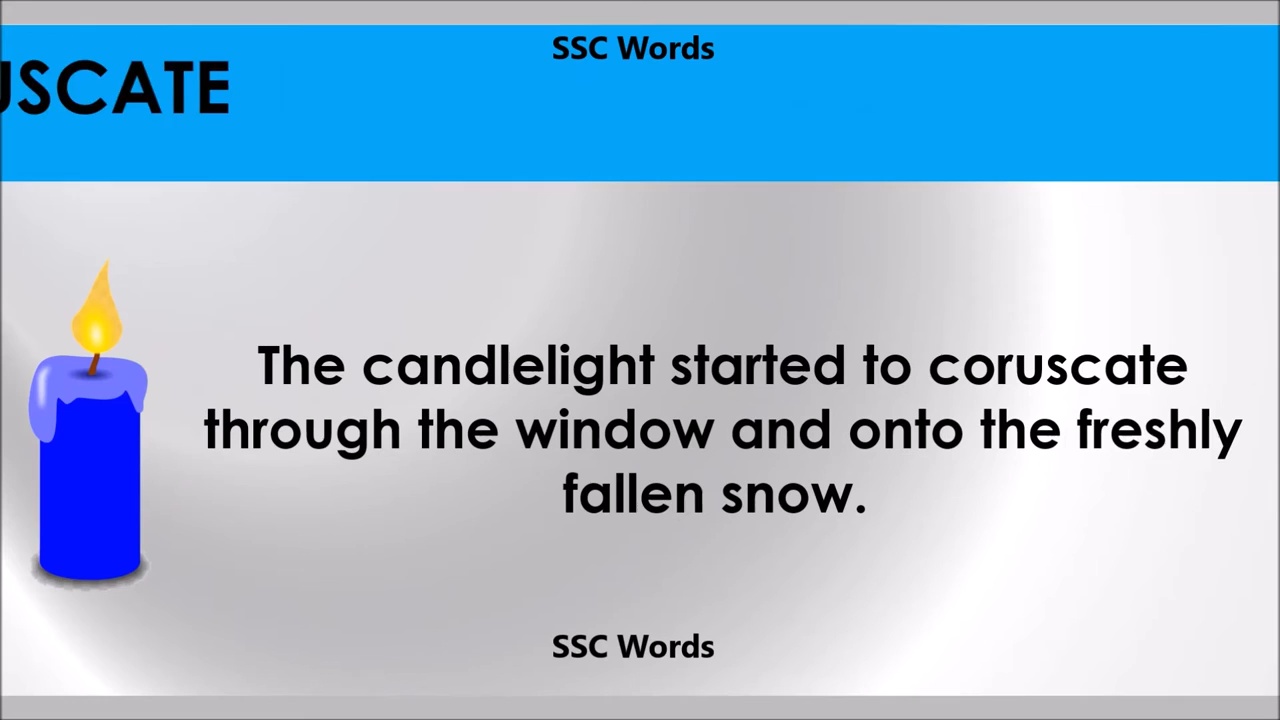 SSC Words
USCATE
The candlelight started to coruscate
through the window and onto the freshly
fallen snow.
SSC Words